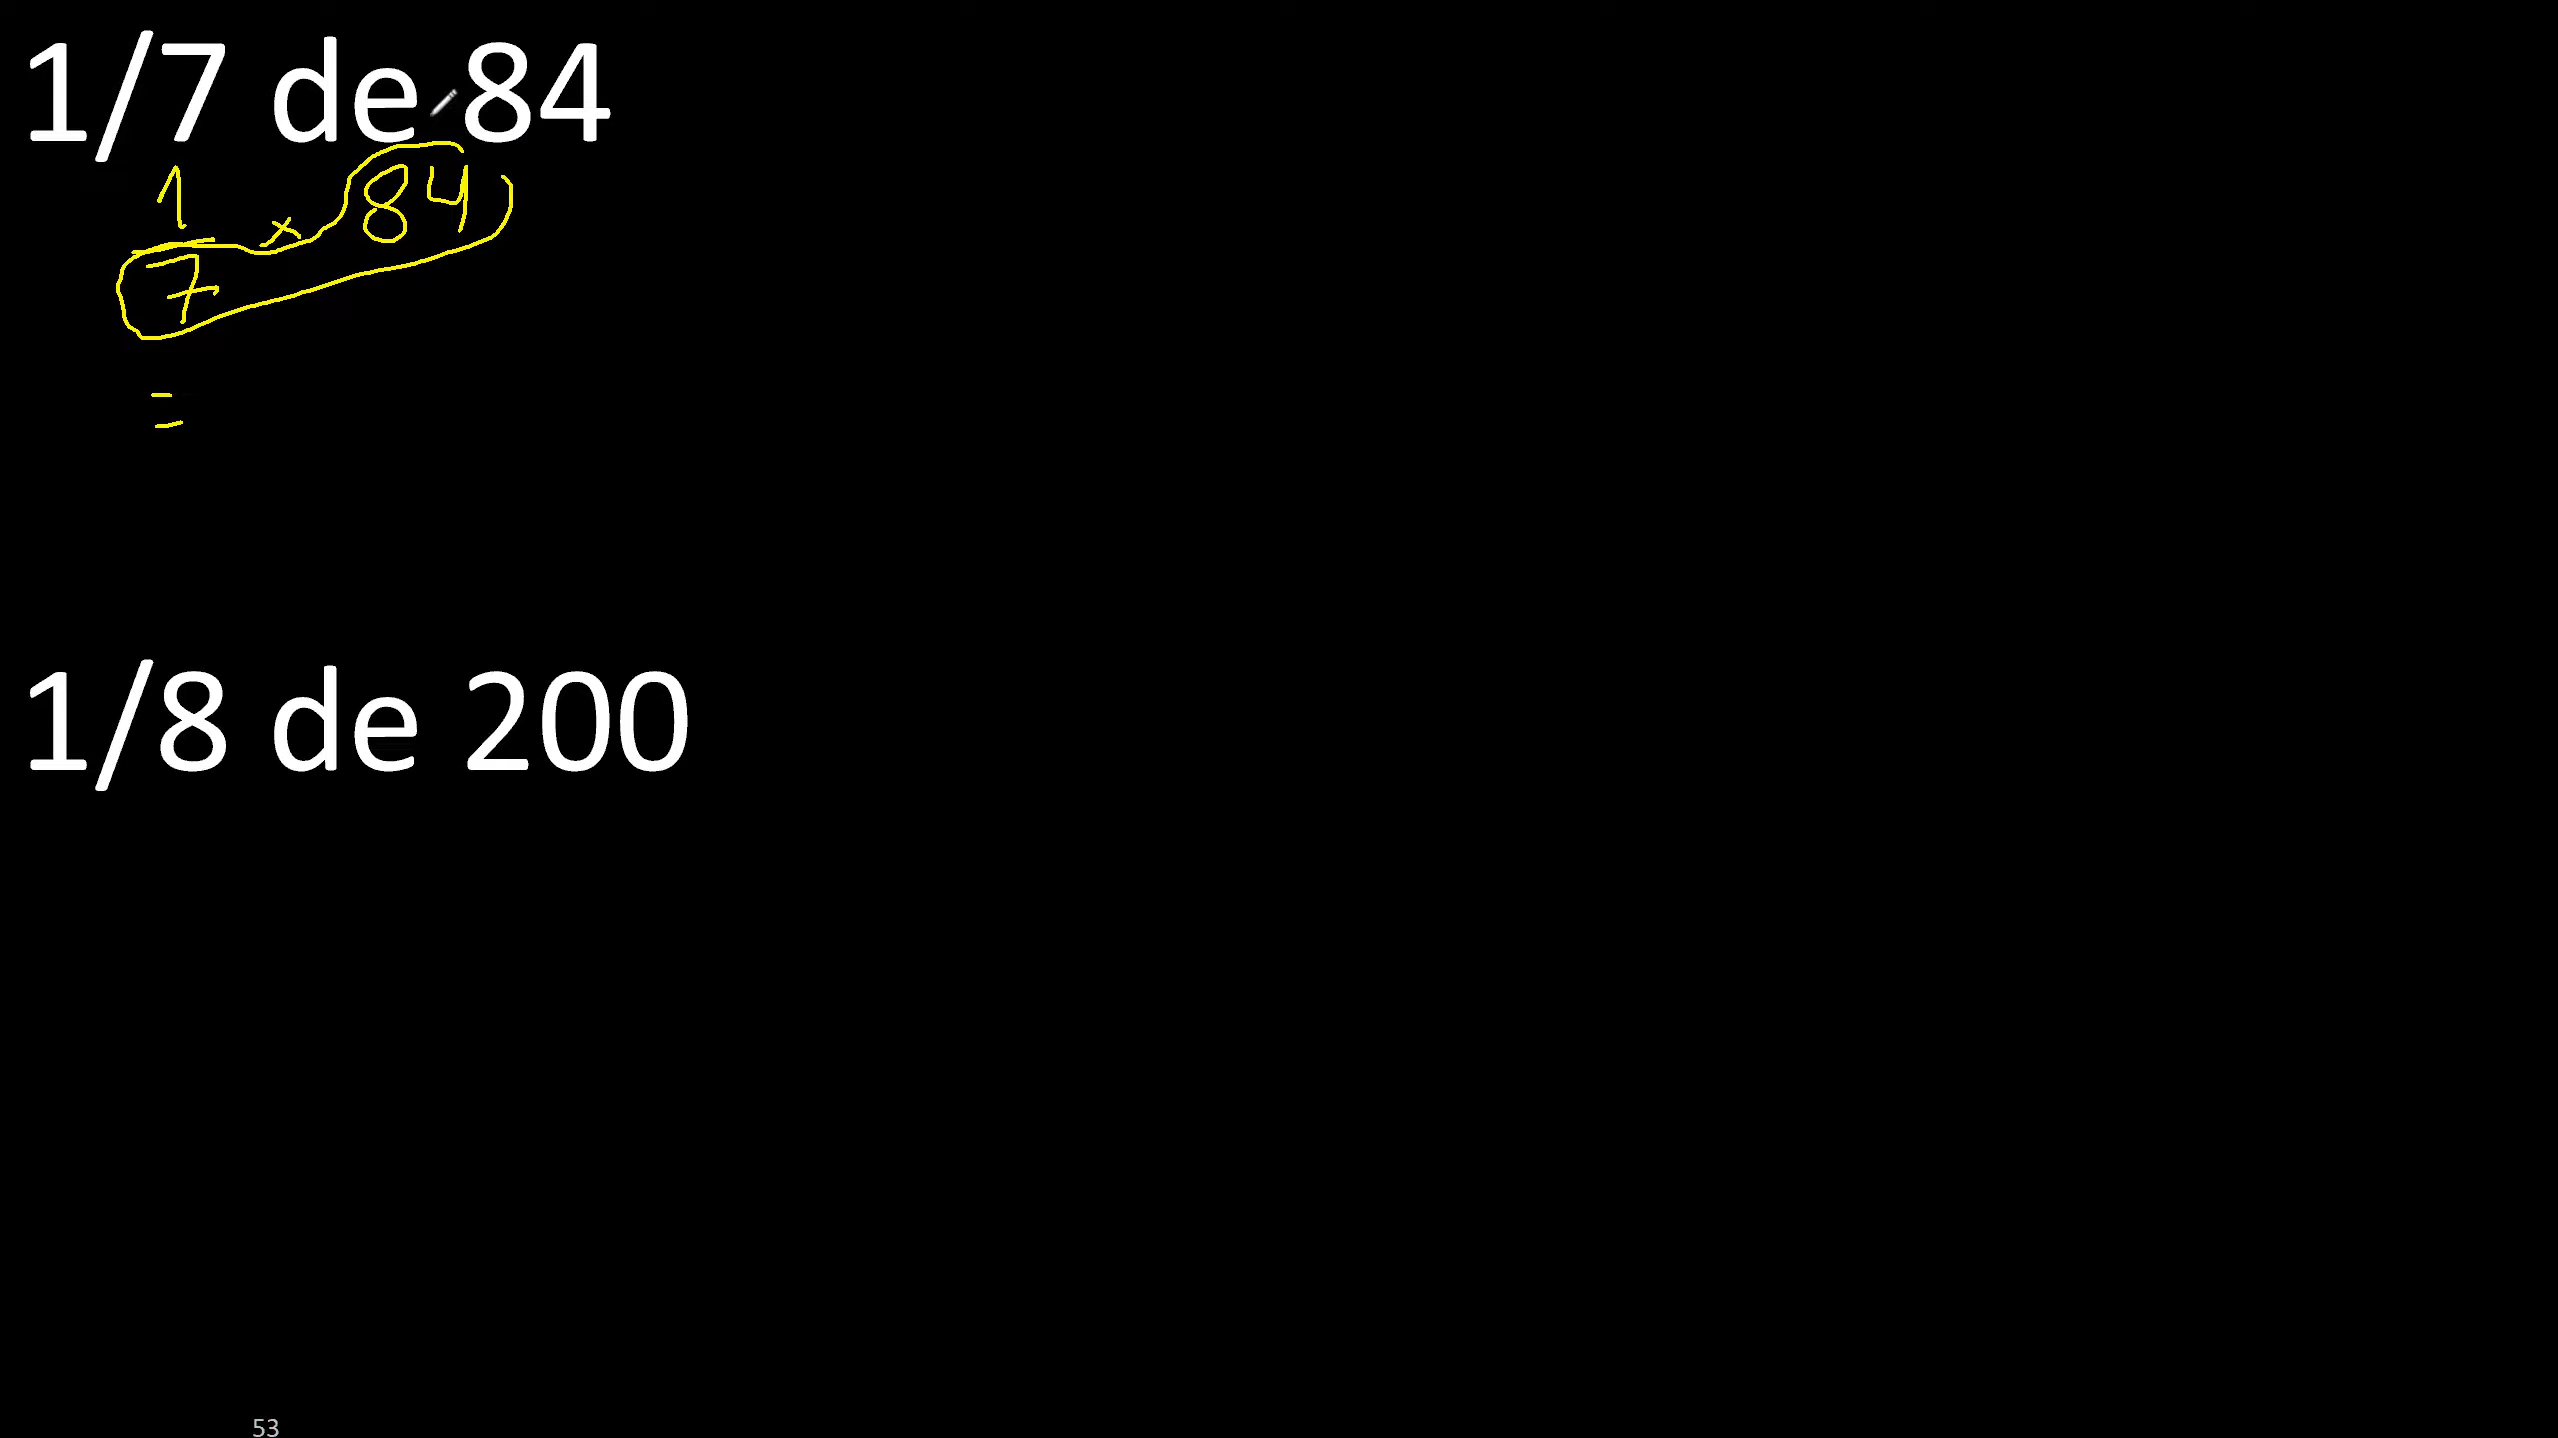 1/7 de 84
1
× 84
7
=
1/8 de 200
53